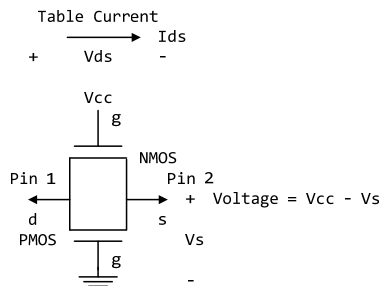 Table Current
Ids
+ Vds -
Vcc
g
NMOS
Pin 1 Pin 2
+ Voltage = Vcc - Vs
d s
PMOS Vs
g
-